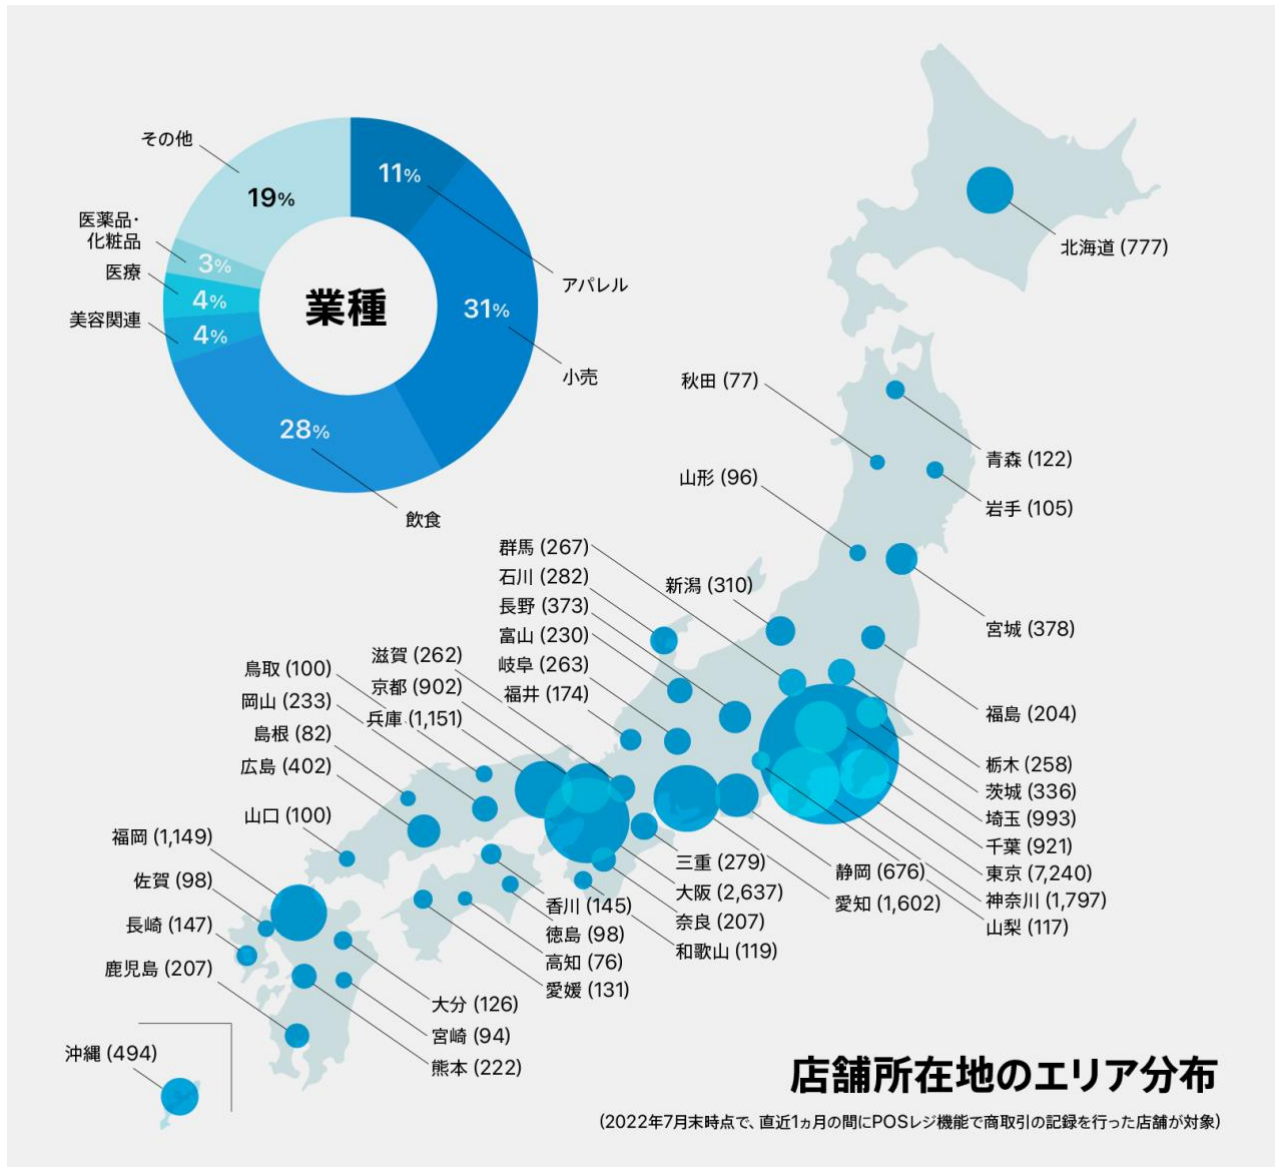 その他
19%
11%
医薬品・
化粧品
3%
医療
4%
美容関連
4%
業種
31%
アパレル
小売
28%
飲食
北海道 (777)
秋田 (77)
青森 (122)
山形 (96)
岩手 (105)
群馬 (267)
石川 (282)
新潟 (310)
長野 (373)
宮城 (378)
富山 (230)
滋賀 (262)
鳥取 (100)
岐阜 (263)
京都 (902)
福井 (174)
岡山 (233)
兵庫 (1,151)
福島 (204)
島根 (82)
広島 (402)
栃木 (258)
茨城 (336)
山口 (100)
埼玉 (993)
福岡 (1,149)
千葉 (921)
三重 (279)
静岡 (676)
東京 (7,240)
佐賀 (98)
大阪 (2,637)
愛知 (1,602)
神奈川 (1,797)
香川 (145)
奈良 (207)
山梨 (117)
長崎 (147)
徳島 (98)
和歌山 (119)
鹿児島 (207)
高知 (76)
愛媛 (131)
大分 (126)
宮崎 (94)
沖縄 (494)
熊本 (222)
店舗所在地のエリア分布
(2022年7月末時点で、直近1ヵ月の間にPOSレジ機能で商取引の記録を行った店舗が対象)